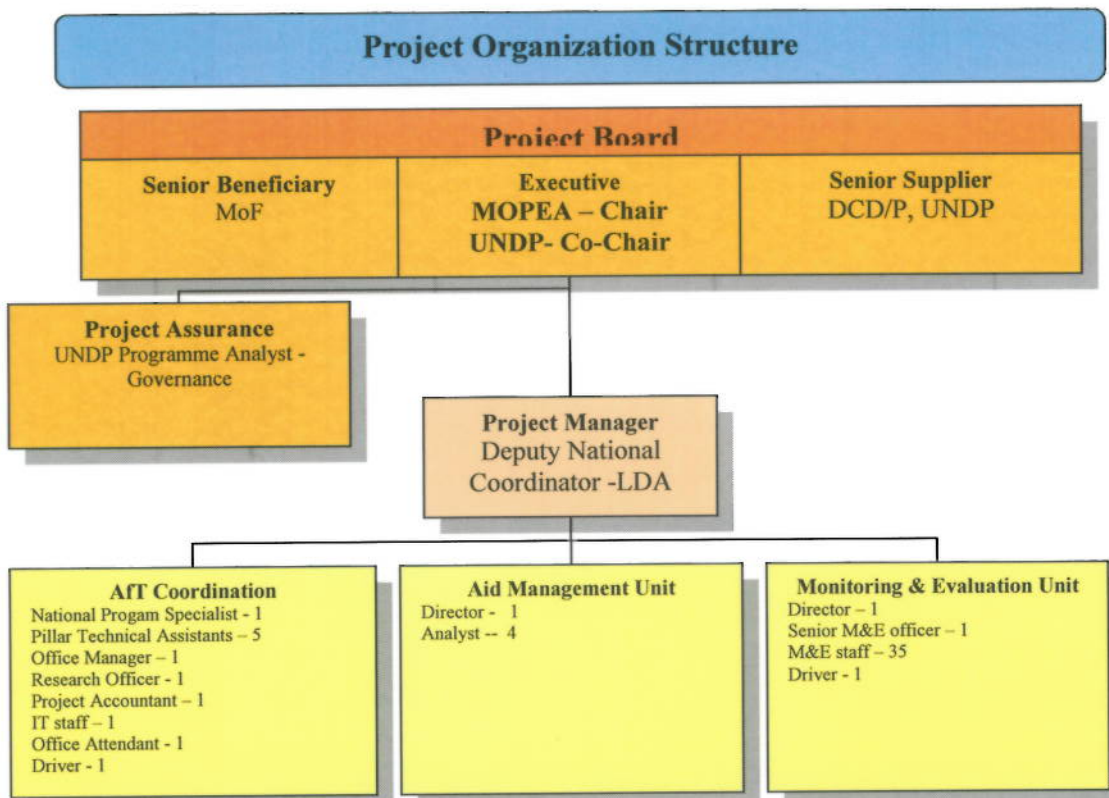 Project Organization Structure
Project Board
Senior Beneficiary
MoF
Executive
MOPEA – Chair
UNDP- Co-Chair
Senior Supplier
DCD/P, UNDP
Project Assurance
UNDP Programme Analyst -
Governance
Project Manager
Deputy National
Coordinator -LDA
AfT Coordination
National Progam Specialist - 1
Pillar Technical Assistants – 5
Office Manager – 1
Research Officer - 1
Project Accountant – 1
IT staff – 1
Office Attendant - 1
Driver - 1
Aid Management Unit
Director - 1
Analyst -- 4
Monitoring & Evaluation Unit
Director – 1
Senior M&E officer – 1
M&E staff – 35
Driver - 1